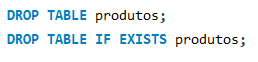 DROP TABLE produtos;
DROP TABLE IF EXISTS produtos;